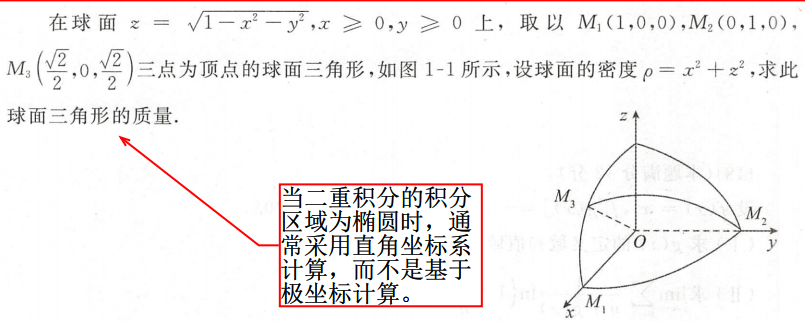 在球面 z = √(1-x²-y²),x ≥ 0,y ≥ 0 上，取以 M₁(1,0,0),M₂(0,1,0),
M₃(√2/2,0,√2/2)三点为顶点的球面三角形,如图 1-1 所示,设球面的密度 ρ = x² + z²,求此
球面三角形的质量.
当二重积分的积分
区域为椭圆时，通
常采用直角坐标系
计算，而不是基于
极坐标计算。
z
M₃
M₂
O
y
M₁
x